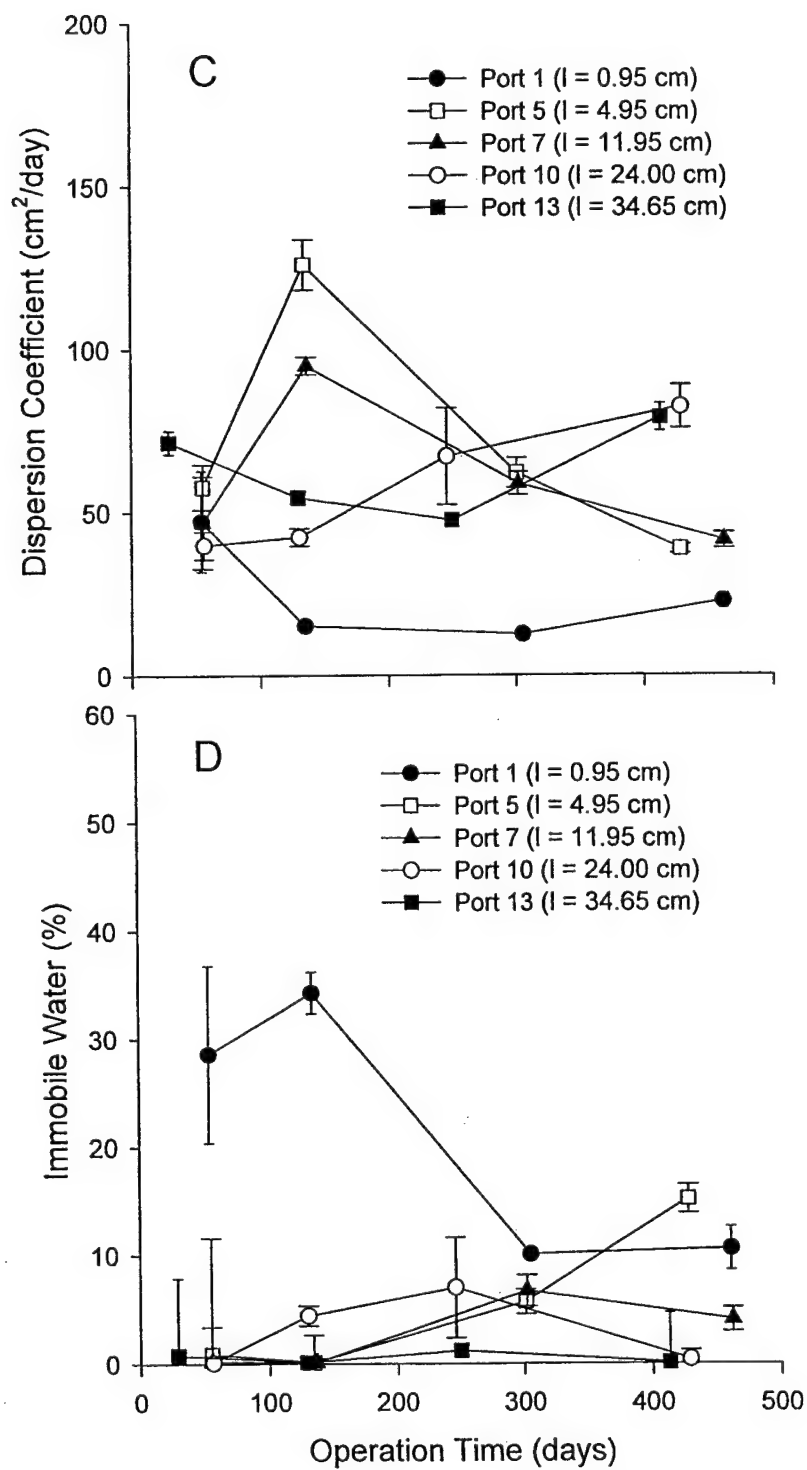 200
C
Port 1 (l = 0.95 cm)
Port 5 (l = 4.95 cm)
Port 7 (l = 11.95 cm)
Port 10 (l = 24.00 cm)
Port 13 (l = 34.65 cm)
150
100
50
0
Dispersion Coefficient (cm²/day)
60
D
Port 1 (l = 0.95 cm)
Port 5 (l = 4.95 cm)
Port 7 (l = 11.95 cm)
Port 10 (l = 24.00 cm)
Port 13 (l = 34.65 cm)
50
40
30
20
10
0
Immobile Water (%)
0 100 200 300 400 500
Operation Time (days)